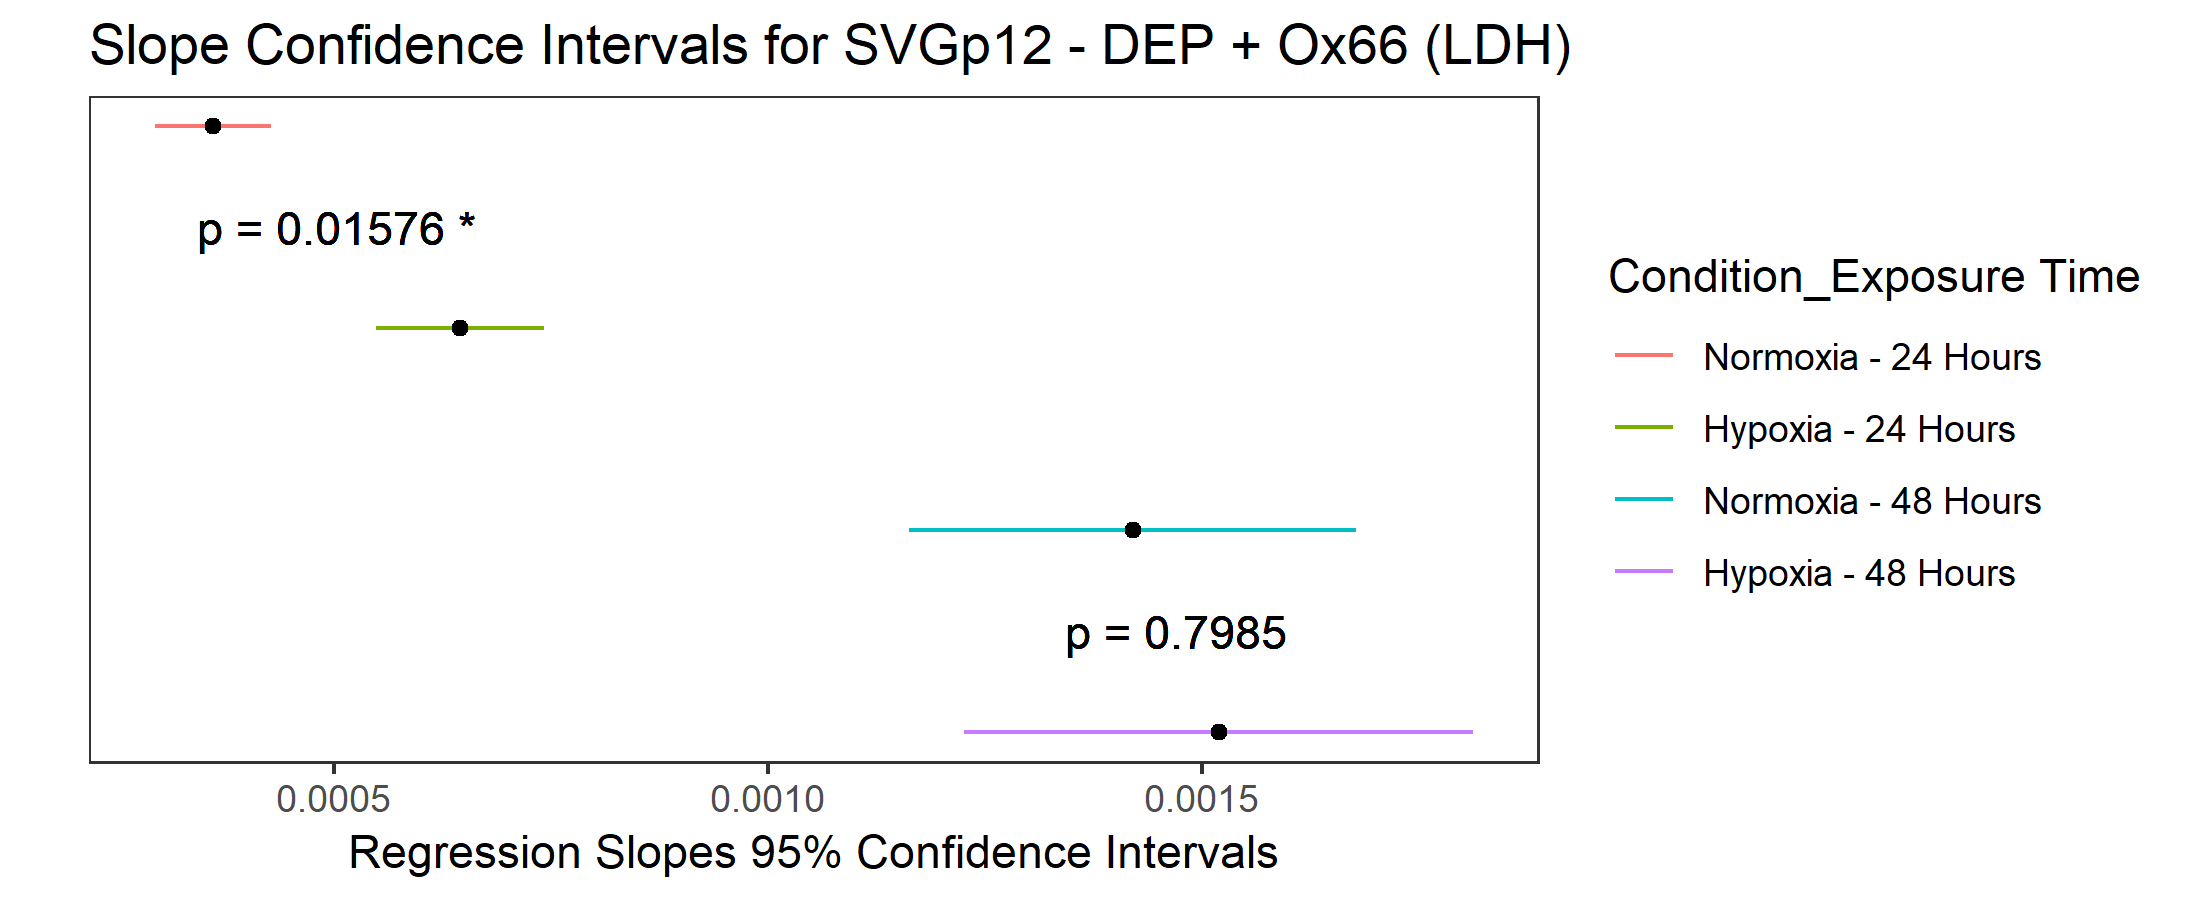 Slope Confidence Intervals for SVGp12 - DEP + Ox66 (LDH)
p = 0.01576 *
p = 0.7985
0.0005 0.0010 0.0015
Regression Slopes 95% Confidence Intervals
Condition_Exposure Time
Normoxia - 24 Hours
Hypoxia - 24 Hours
Normoxia - 48 Hours
Hypoxia - 48 Hours